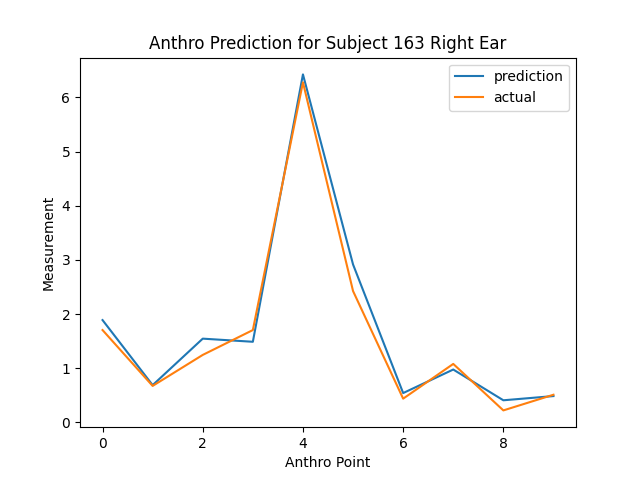 Anthro Prediction for Subject 163 Right Ear
prediction
actual
Measurement
6
5
4
3
2
1
0
0 2 4 6 8
Anthro Point